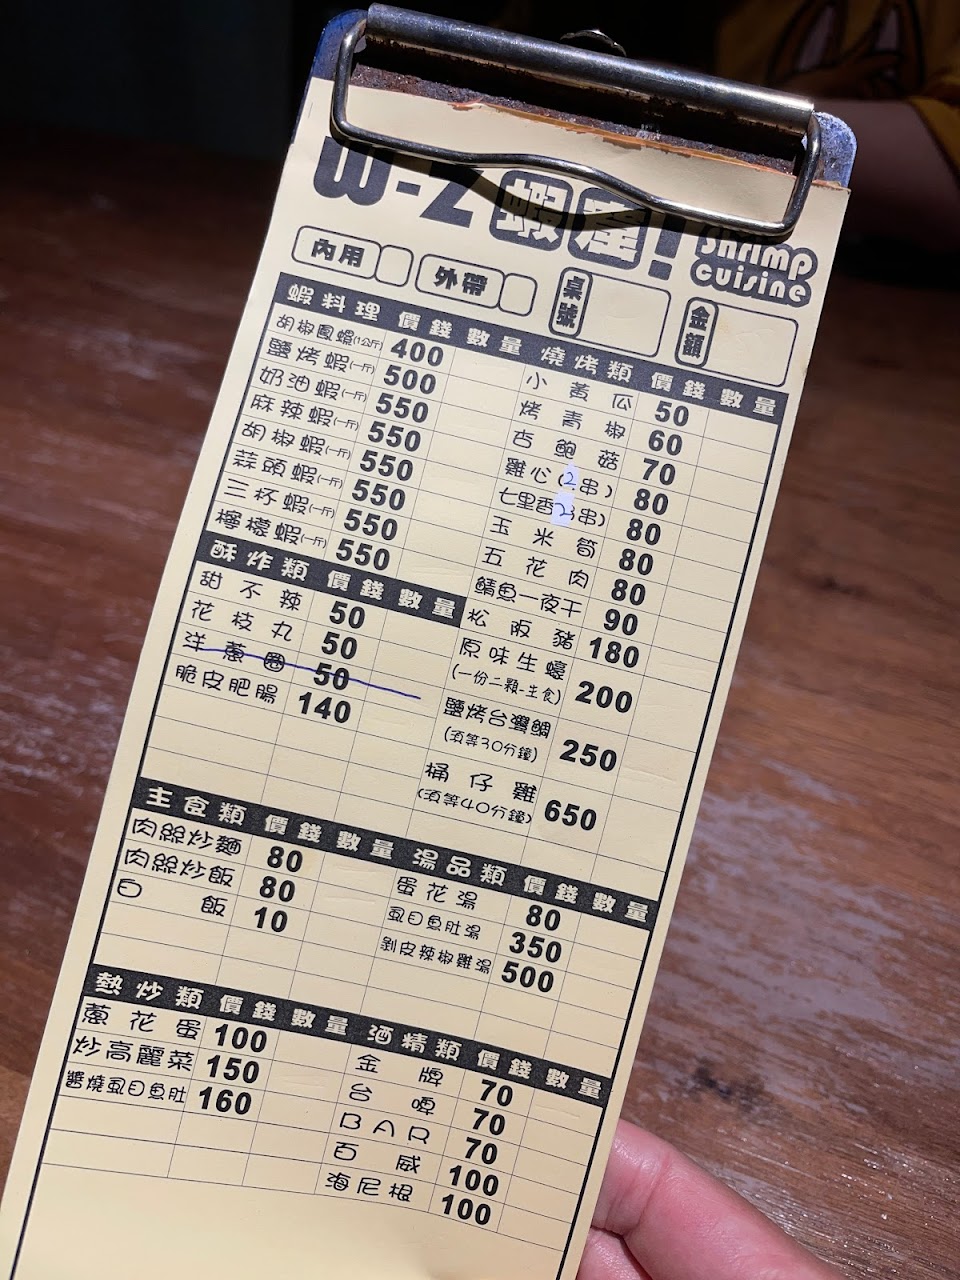 W-Z 蝦產!
Shrimp
cuisine
內用 外帶 桌號 金額
蝦料理 價錢 數量
胡椒鳳螺(1公斤) 400
鹽烤蝦(一斤) 500
奶油蝦(一斤) 550
麻辣蝦(一斤) 550
胡椒蝦(一斤) 550
蒜頭蝦(一斤) 550
三杯蝦(一斤) 550
檸檬蝦(一斤) 550
酥炸類 價錢 數量
甜不辣 50
花枝丸 50
洋蔥圈 50
脆皮肥腸 140
主食類 價錢 數量
肉絲炒麵 80
肉絲炒飯 80
白飯 10
熱炒類 價錢 數量
蔥花蛋 100
炒高麗菜 150
醬燒虱目魚肚 160
燒烤類 價錢 數量
小黃瓜 50
烤青椒 60
杏鮑菇 70
雞心(2串) 80
七里香(2串) 80
玉米筍 80
五花肉 80
鯖魚一夜干 90
松阪豬 180
原味生蠔
(一份二顆-主食) 200
鹽烤台灣鯛
(須等30分鐘) 250
桶仔雞
(須等40分鐘) 650
湯品類 價錢 數量
蛋花湯 80
虱目魚肚湯 350
剝皮辣椒雞湯 500
酒精類 價錢 數量
金牌 70
台啤 70
BAR 70
百威 100
海尼根 100